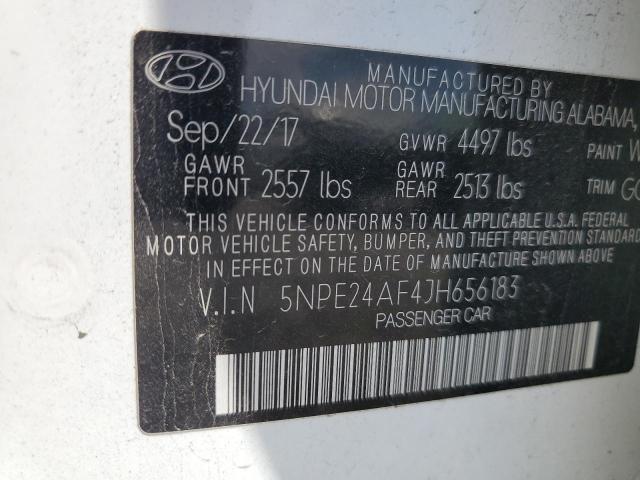 MANUFACTURED BY
HYUNDAI MOTOR MANUFACTURING ALABAMA,
Sep/22/17 GVWR 4497 lbs PAINT W
GAWR FRONT 2557 lbs GAWR REAR 2513 lbs TRIM
THIS VEHICLE CONFORMS TO ALL APPLICABLE U.S.A. FEDERAL
MOTOR VEHICLE SAFETY, BUMPER, AND THEFT PREVENTION STANDARD
IN EFFECT ON THE DATE OF MANUFACTURE SHOWN ABOVE
V.I.N 5NPE24AF4JH656183
PASSENGER CAR